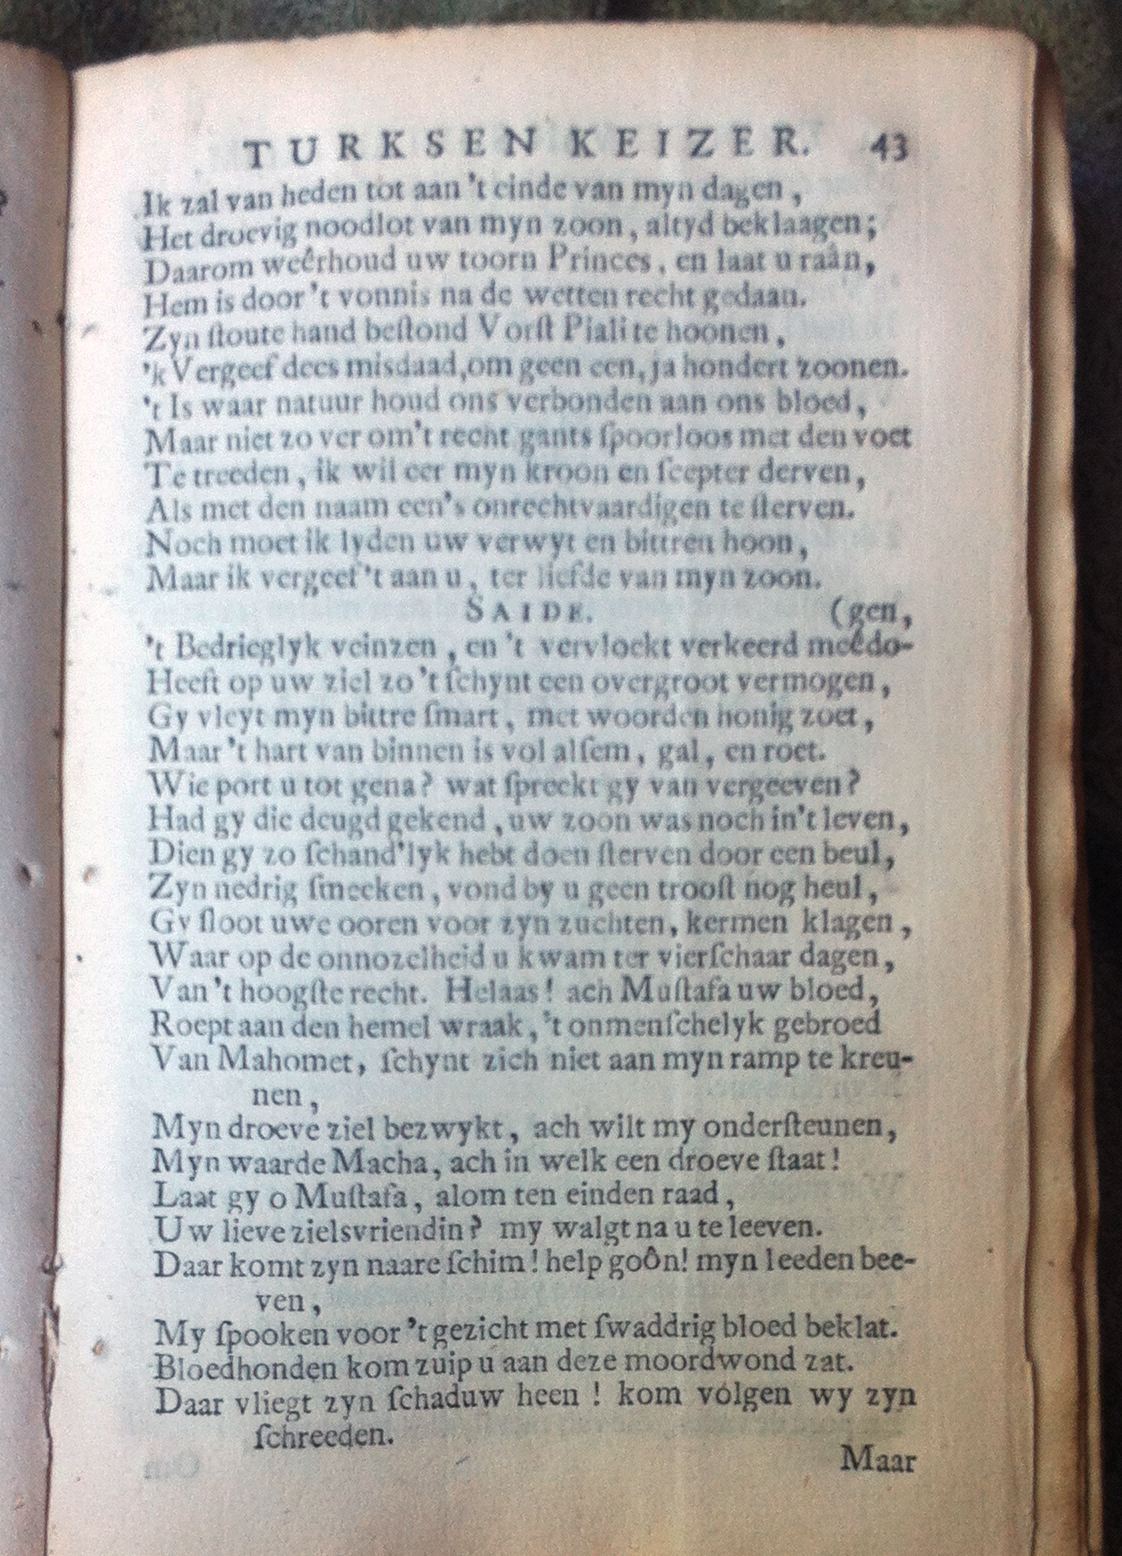 TURKSEN KEIZER. 43
Ik zal van heden tot aan 't einde van myn dagen,
Het droevig noodlot van myn zoon, altyd beklaagen;
Daarom weêrhoud uw toorn Princes, en laat u raân,
Hem is door 't vonnis na de wetten recht gedaan.
Zyn ſtoute hand beſtond Vorſt Piali te hoonen,
'k Vergeef dees misdaad, om geen een, ja hondert zoonen.
't Is waar natuur houd ons verbonden aan ons bloed,
Maar niet zo ver om 't recht gants ſpoorloos met den voet
Te treeden, ik wil eer myn kroon en ſcepter derven,
Als met den naam een's onrechtvaardigen te ſterven.
Noch moet ik lyden uw verwyt en bittren hoon,
Maar ik vergeef 't aan u, ter liefde van myn zoon.
SAIDE. (gen,
't Bedrieglyk veinzen, en 't vervloekt verkeerd meêdo-
Heeft op uw ziel zo 't ſchynt een overgroot vermogen,
Gy vleyt myn bittre ſmart, met woorden honig zoet,
Maar 't hart van binnen is vol alſem, gal, en roet.
Wie port u tot gena? wat ſpreekt gy van vergeeven?
Had gy die deugd gekend, uw zoon was noch in 't leven,
Dien gy zo ſchand'lyk hebt doen ſterven door een beul,
Zyn nedrig ſmeeken, vond by u geen trooſt nog heul,
Gy ſloot uwe ooren voor zyn zuchten, kermen klagen,
Waar op de onnozelheid u kwam ter vierſchaar dagen,
Van 't hoogſte recht. Helaas! ach Muſtafa uw bloed,
Roept aan den hemel wraak, 't onmenſchelyk gebroed
Van Mahomet, ſchynt zich niet aan myn ramp te kreu-
nen,
Myn droeve ziel bezwykt, ach wilt my onderſteunen,
Myn waarde Macha, ach in welk een droeve ſtaat!
Laat gy o Muſtafa, alom ten einden raad,
Uw lieve zielsvriendin? my walgt na u te leeven.
Daar komt zyn naare ſchim! help goôn! myn leeden bee-
ven,
My ſpooken voor 't gezicht met ſwaddrig bloed beklat.
Bloedhonden kom zuip u aan deze moordwond zat.
Daar vliegt zyn ſchaduw heen! kom volgen wy zyn
ſchreeden.
Maar